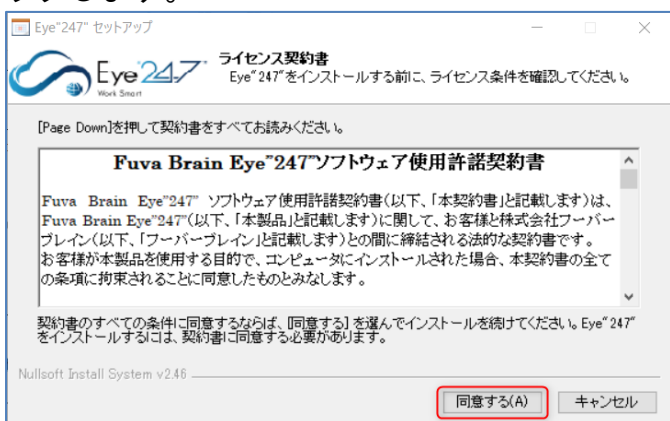 クします。
Eye"247" セットアップ
Eye"24-7"
Work Smart
ライセンス契約書
Eye"247"をインストールする前に、ライセンス条件を確認してください。
[Page Down]を押して契約書をすべてお読みください。
Fuva Brain Eye"247"ソフトウェア使用許諾契約書
Fuva Brain Eye"247" ソフトウェア使用許諾契約書(以下、「本契約書」と記載します)は、
Fuva Brain Eye"247"(以下、「本製品」と記載します)に関して、お客様と株式会社フーバー
ブレイン(以下、「フーバーブレイン」と記載します)との間に締結される法的な契約書です。
お客様が本製品を使用する目的で、コンピュータにインストールされた場合、本契約書の全て
の条項に拘束されることに同意したものとみなします。
契約書のすべての条件に同意するならば、[同意する] を選んでインストールを続けてください。Eye"247"
をインストールするには、契約書に同意する必要があります。
Nullsoft Install System v2.46
同意する(A)
キャンセル